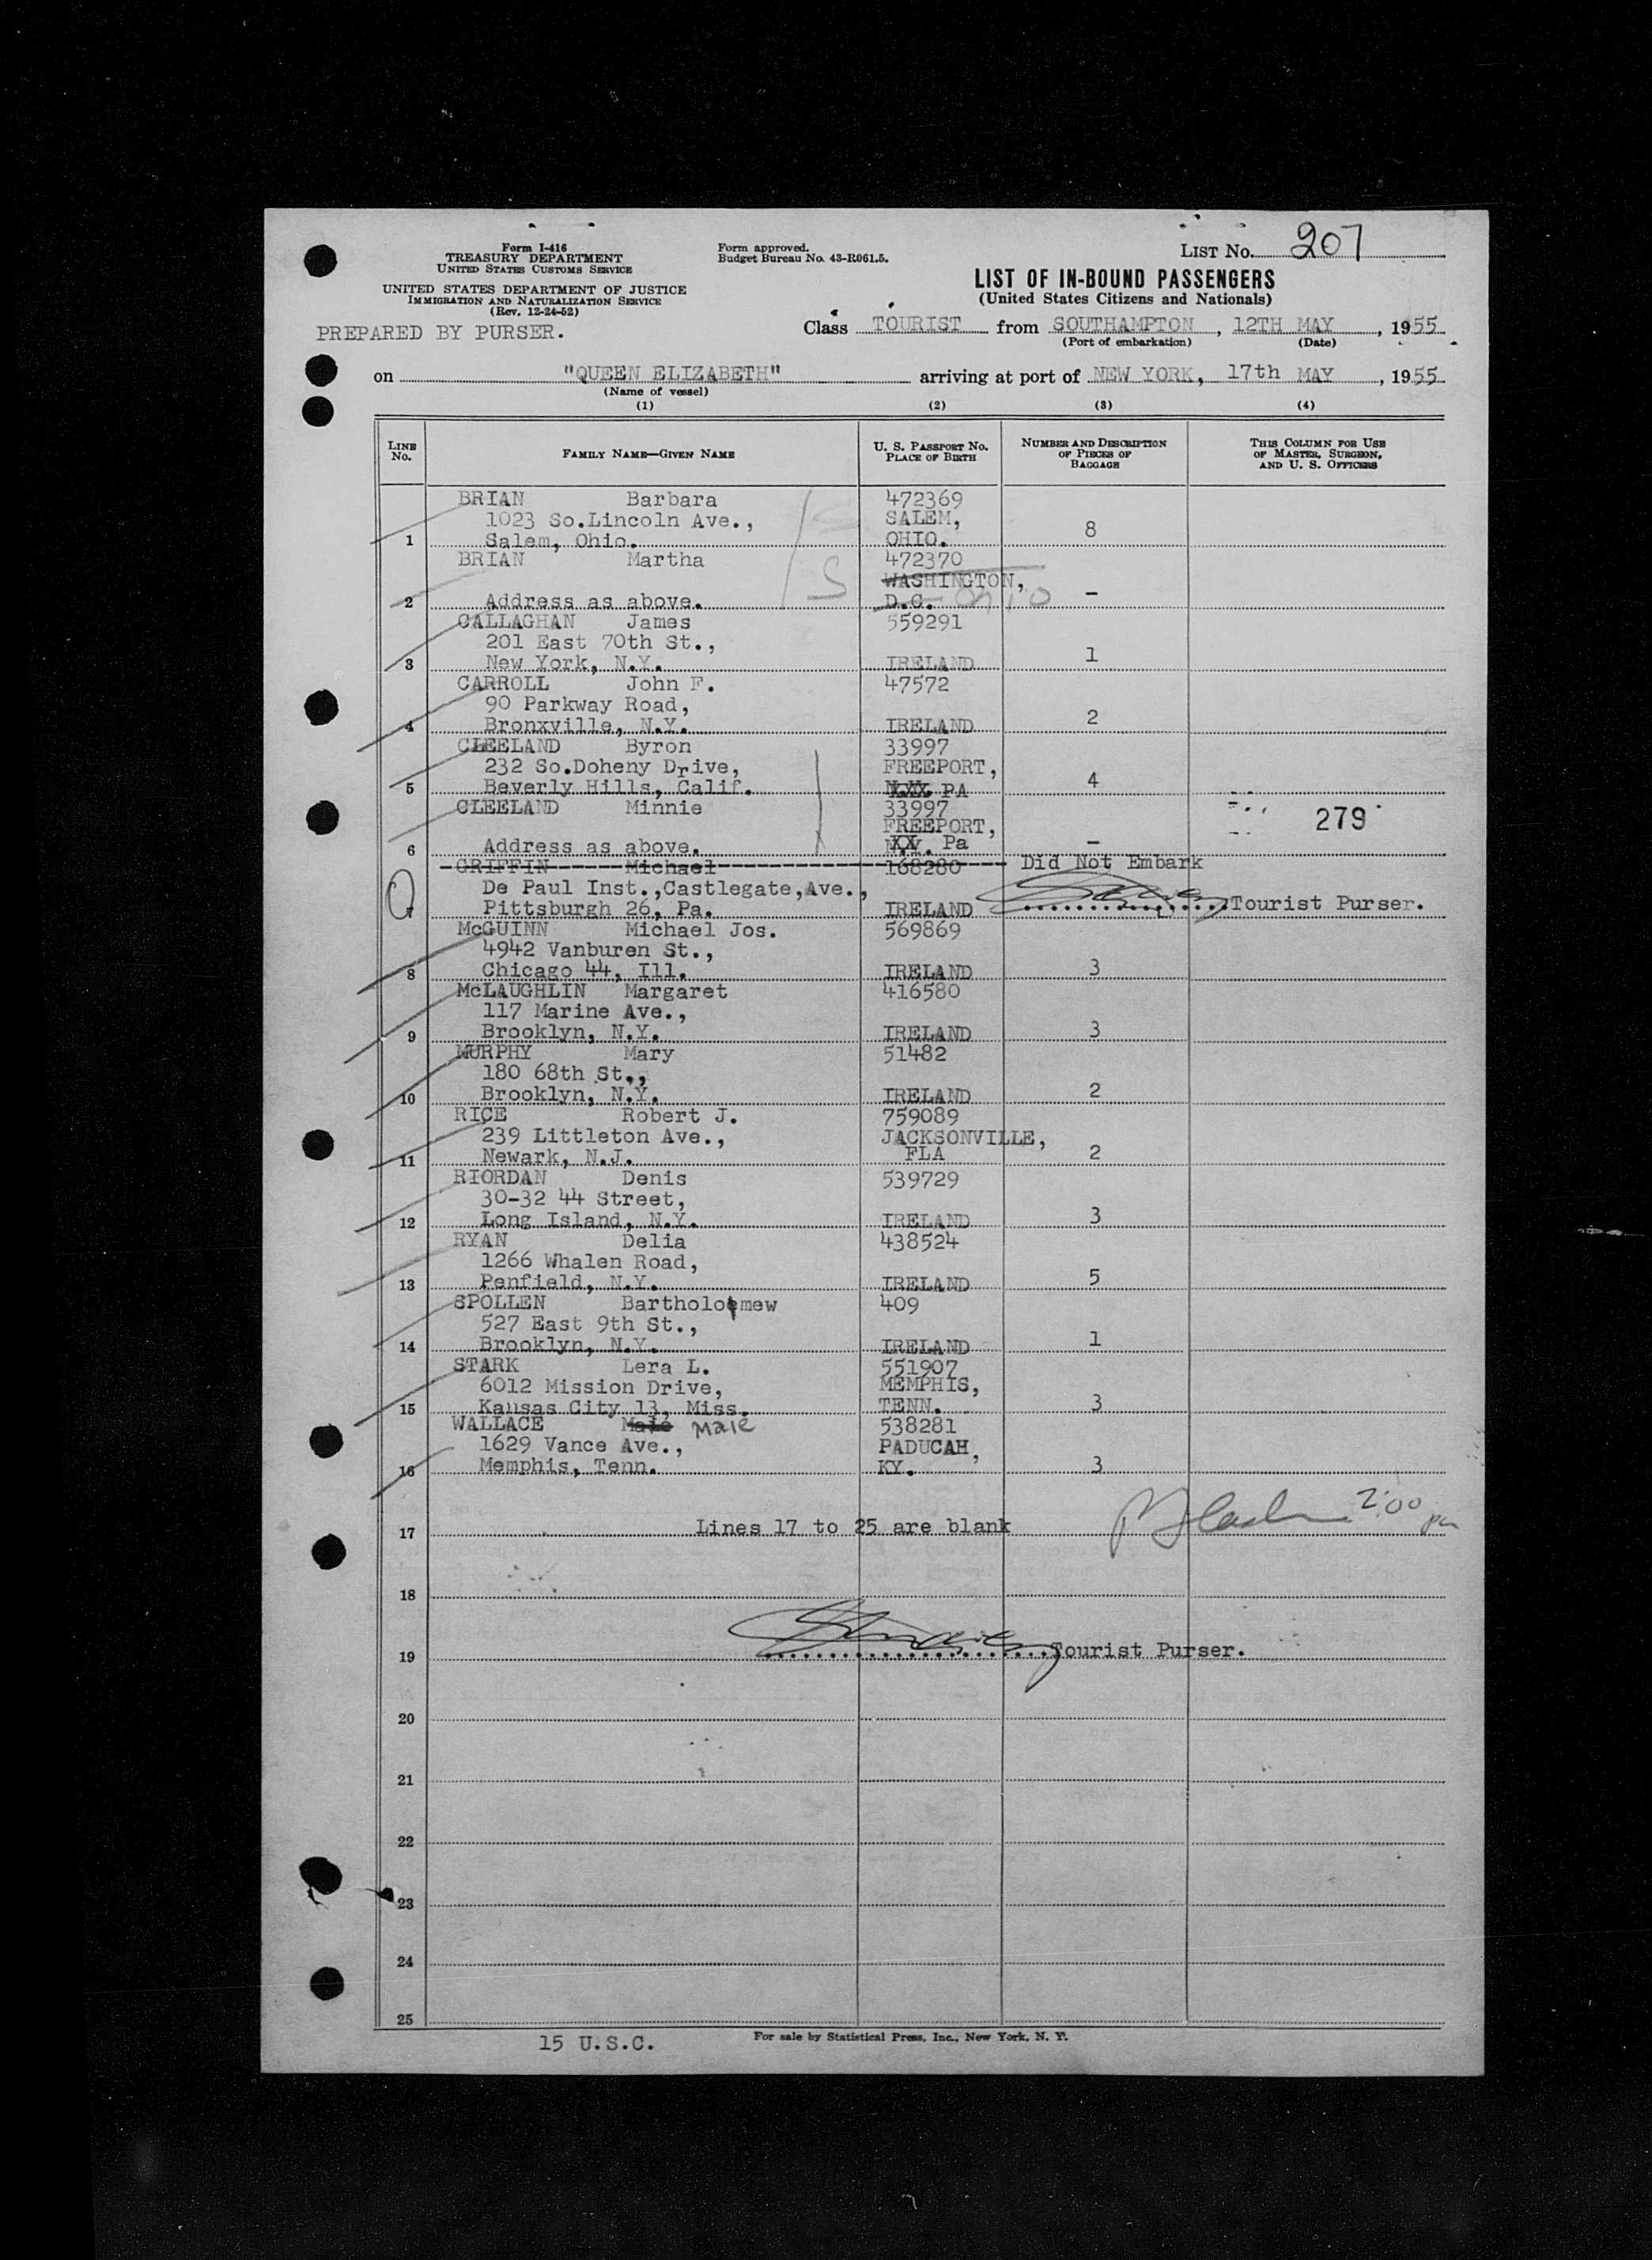 Form I-416
TREASURY DEPARTMENT
UNITED STATES CUSTOMS SERVICE
UNITED STATES DEPARTMENT OF JUSTICE
IMMIGRATION AND NATURALIZATION SERVICE
(Rev. 12-24-52)
PREPARED BY PURSER.
Form approved.
Budget Bureau No. 43-R061.5.
LIST No. 207
LIST OF IN-BOUND PASSENGERS
(United States Citizens and Nationals)
Class TOURIST from SOUTHAMPTON, 12TH MAY, 1955
(Port of embarkation) (Date)
on "QUEEN ELIZABETH" arriving at port of NEW YORK, 17th MAY, 1955
(Name of vessel)
(1) (2) (3) (4)
LINE No. FAMILY NAME—GIVEN NAME U. S. PASSPORT No. PLACE OF BIRTH NUMBER AND DESCRIPTION OF PIECES OF BAGGAGE THIS COLUMN FOR USE OF MASTER, SURGEON, AND U. S. OFFICERS
BRIAN Barbara 472369
1023 So.Lincoln Ave., SALEM,
1 Salem, Ohio. OHIO. 8
BRIAN Martha 472370
S WASHINGTON,
2 Address as above. D.C. Ohio -
CALLAGHAN James 559291
201 East 70th St.,
3 New York, N.Y. IRELAND 1
CARROLL John F. 47572
90 Parkway Road,
4 Bronxville, N.Y. IRELAND 2
CLEELAND Byron 33997
232 So.Doheny Drive, FREEPORT,
5 Beverly Hills, Calif. PA 4
CLEELAND Minnie 33997
FREEPORT, 279
6 Address as above. Pa -
GRIFFIN Michael 168280 Did Not Embark
De Paul Inst.,Castlegate,Ave.,
7 Pittsburgh 26, Pa. IRELAND Tourist Purser.
McGUINN Michael Jos. 569869
4942 Vanburen St.,
8 Chicago 44, Ill. IRELAND 3
McLAUGHLIN Margaret 416580
117 Marine Ave.,
9 Brooklyn, N.Y. IRELAND 3
MURPHY Mary 51482
180 68th St.,
10 Brooklyn, N.Y. IRELAND 2
RICE Robert J. 759089
239 Littleton Ave., JACKSONVILLE,
11 Newark, N.J. FLA 2
RIORDAN Denis 539729
30-32 44 Street,
12 Long Island, N.Y. IRELAND 3
RYAN Delia 438524
1266 Whalen Road,
13 Penfield, N.Y. IRELAND 5
SPOLLEN Bartholomew 409
527 East 9th St.,
14 Brooklyn, N.Y. IRELAND 1
STARK Lera L. 551907
6012 Mission Drive, MEMPHIS,
15 Kansas City 13, Miss. TENN. 3
WALLACE Maie 538281
1629 Vance Ave., PADUCAH,
16 Memphis, Tenn. KY. 3
2:00 pm
17 Lines 17 to 25 are blank
18
19 Tourist Purser.
20
21
22
23
24
25
15 U.S.C. For sale by Statistical Press, Inc., New York, N. Y.